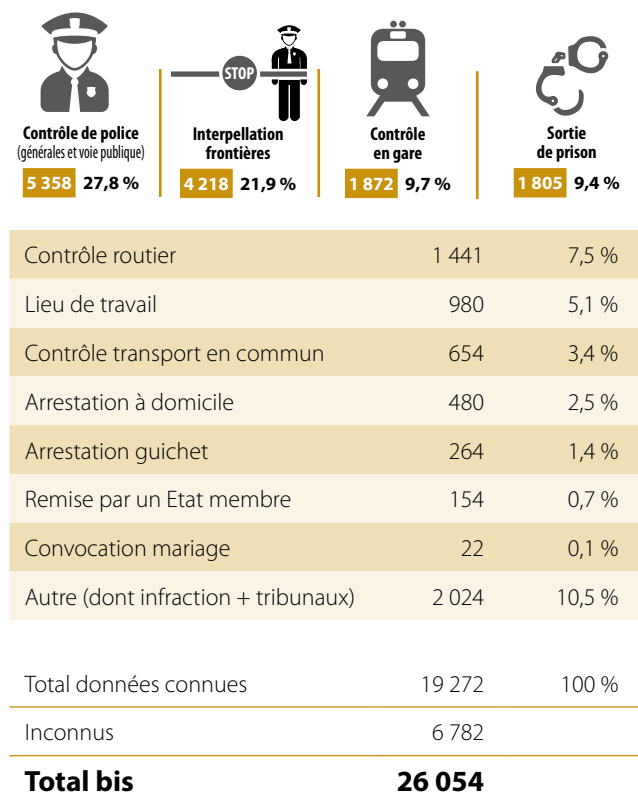 STOP
Contrôle de police
(générales et voie publique)
5 358 27,8 %
Interpellation
frontières
4 218 21,9 %
Contrôle
en gare
1 872 9,7 %
Sortie
de prison
1 805 9,4 %
Contrôle routier 1 441 7,5 %
Lieu de travail 980 5,1 %
Contrôle transport en commun 654 3,4 %
Arrestation à domicile 480 2,5 %
Arrestation guichet 264 1,4 %
Remise par un Etat membre 154 0,7 %
Convocation mariage 22 0,1 %
Autre (dont infraction + tribunaux) 2 024 10,5 %
Total données connues 19 272 100 %
Inconnus 6 782
Total bis 26 054